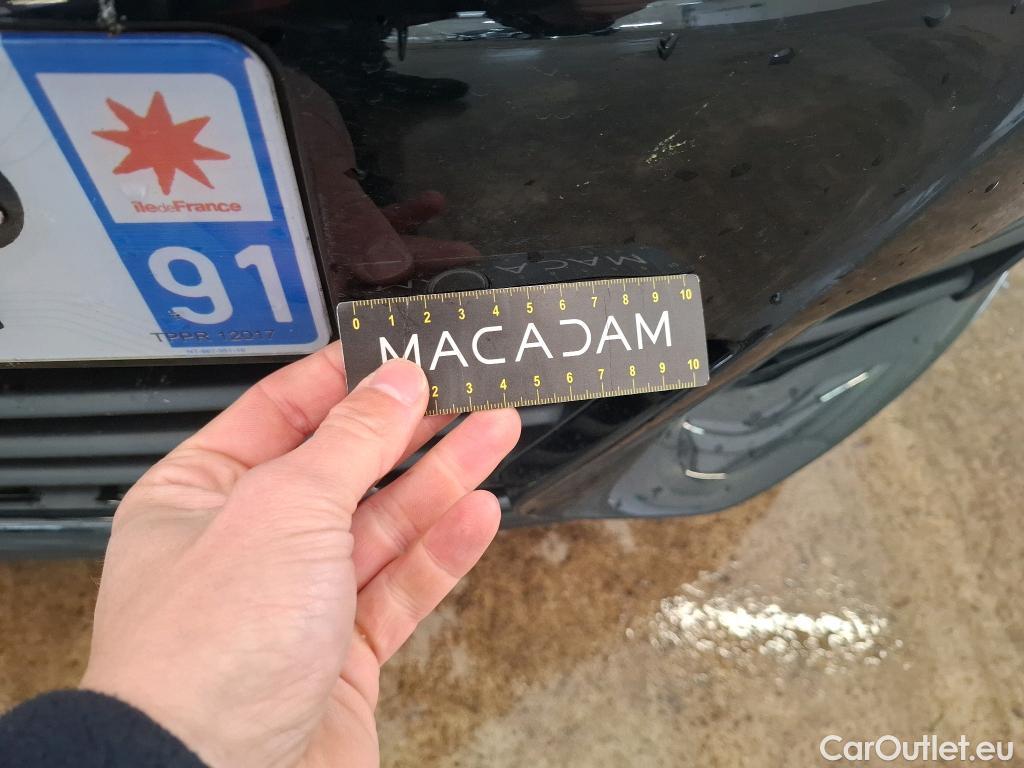 îledeFrance
91
TPPR 12017
0 1 2 3 4 5 6 7 8 9 10
MACADAM
2 3 4 5 6 7 8 9 10
CarOutlet.eu